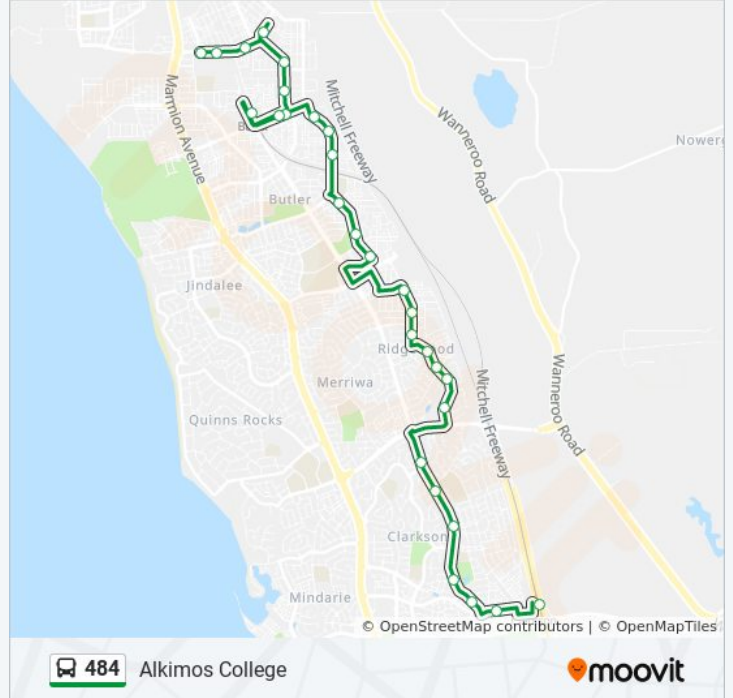 Marmion Avenue
Mitchell Freeway
Wanneroo Road
Nowerg
Butler
Jindalee
Ridgewood
Merriwa
Mitchell Freeway
Wanneroo Road
Quinns Rocks
Clarkson
Mindarie
© OpenStreetMap contributors | © OpenMapTiles
484 Alkimos College
moovit